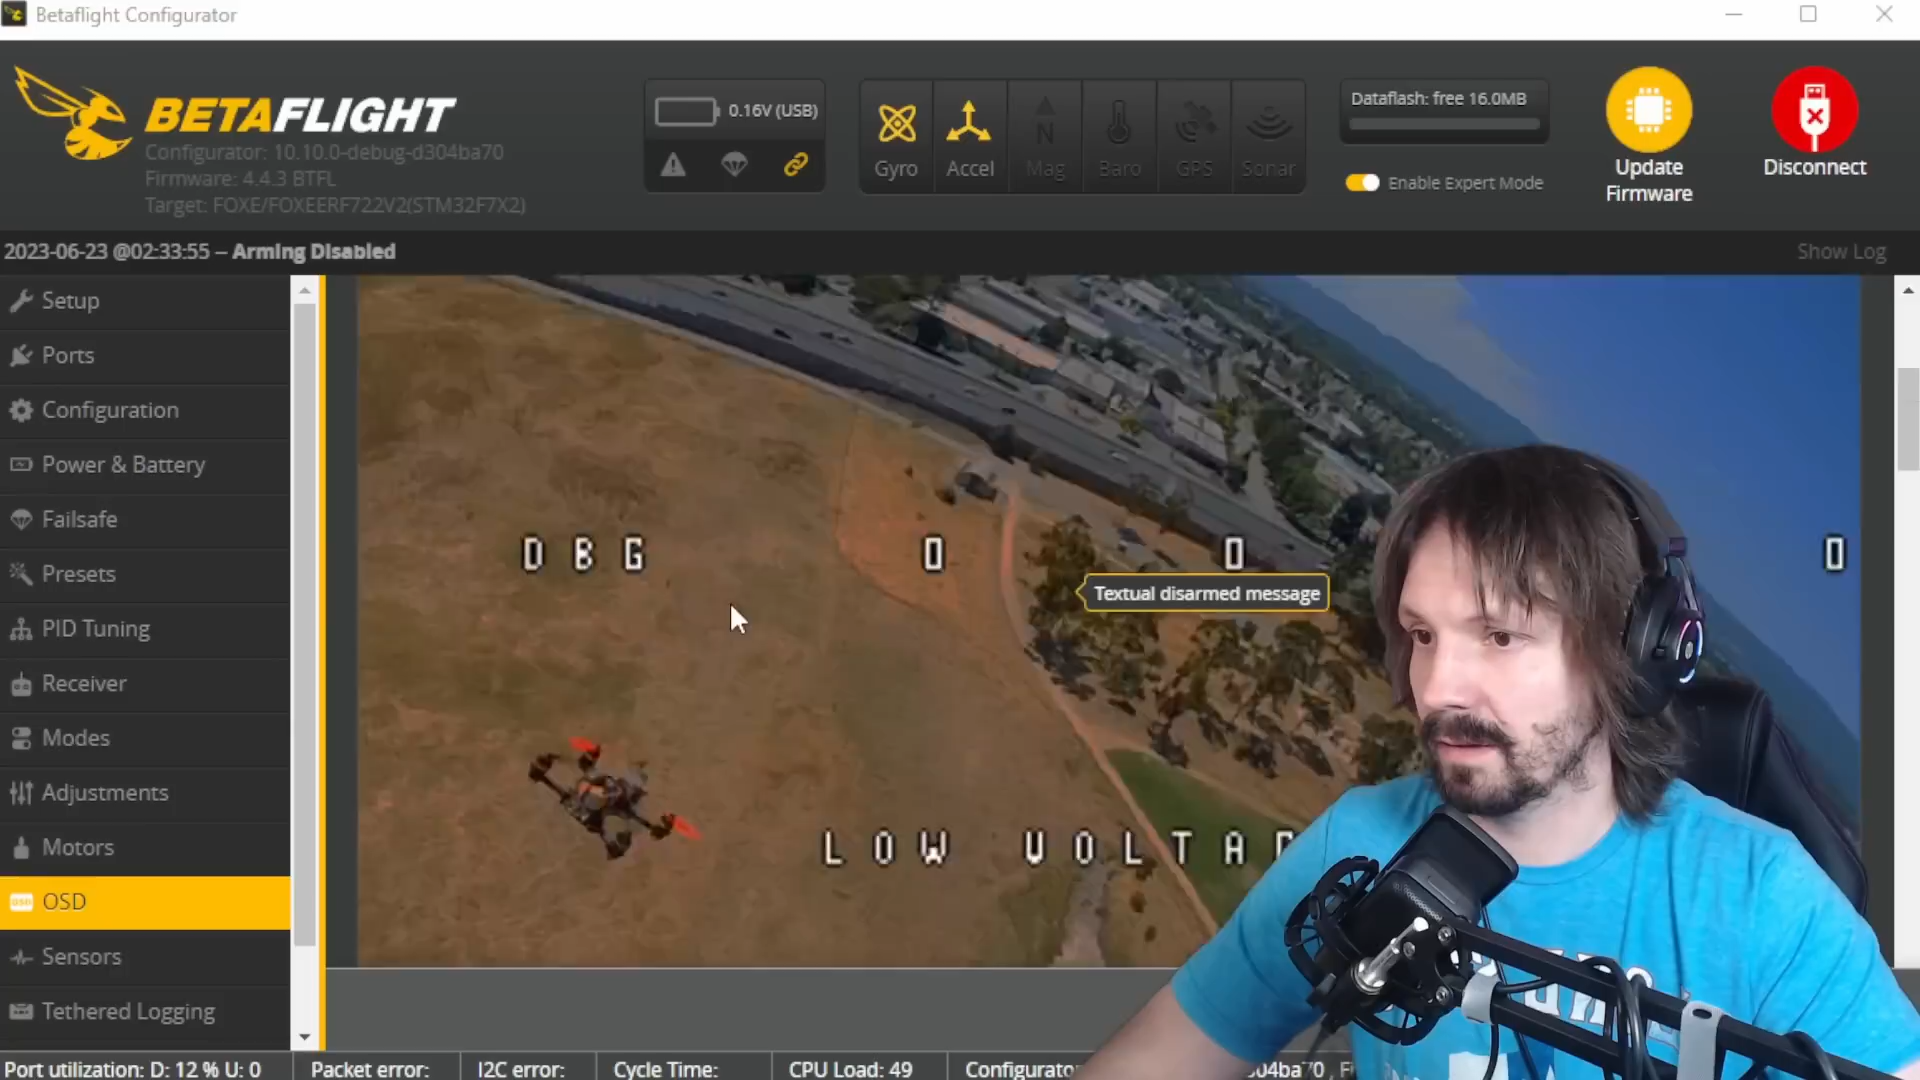 Betaflight Configurator
BETAFLIGHT
Configurator: 10.10.0-debug-d304ba70
Firmware: 4.4.3 BTFL
Target: FOXE/FOXEERF722V2(STM32F7X2)
0.16V (USB)
Gyro
Accel
Mag
Baro
GPS
Sonar
Dataflash: free 16.0MB
Enable Expert Mode
Update
Firmware
Disconnect
2023-06-23 @02:33:55 -- Arming Disabled
Show Log
Setup
Ports
Configuration
Power & Battery
Failsafe
Presets
PID Tuning
Receiver
Modes
Adjustments
Motors
OSD
Sensors
Tethered Logging
DBG 0 0 0
Textual disarmed message
LOW VOLTA
Port utilization: D: 12 % U: 0
Packet error:
I2C error:
Cycle Time:
CPU Load: 49